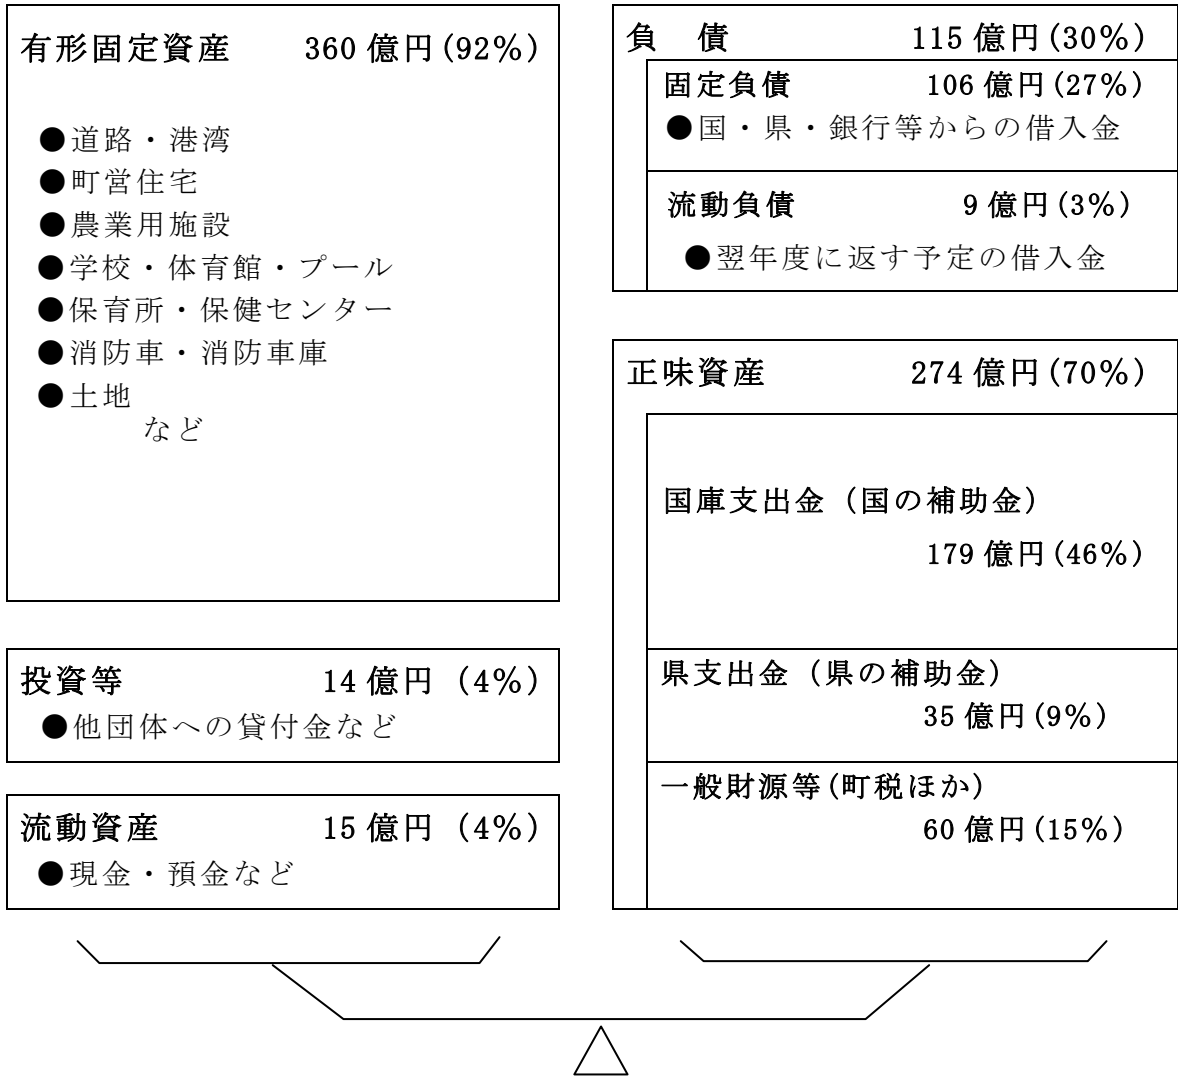 有形固定資産 360億円(92%)
●道路・港湾
●町営住宅
●農業用施設
●学校・体育館・プール
●保育所・保健センター
●消防車・消防車庫
●土地
など
投資等 14億円 (4%)
●他団体への貸付金など
流動資産 15億円 (4%)
●現金・預金など
負 債 115億円(30%)
固定負債 106億円(27%)
●国・県・銀行等からの借入金
流動負債 9億円(3%)
●翌年度に返す予定の借入金
正味資産 274億円(70%)
国庫支出金 (国の補助金)
179億円(46%)
県支出金 (県の補助金)
35億円(9%)
一般財源等(町税ほか)
60億円(15%)